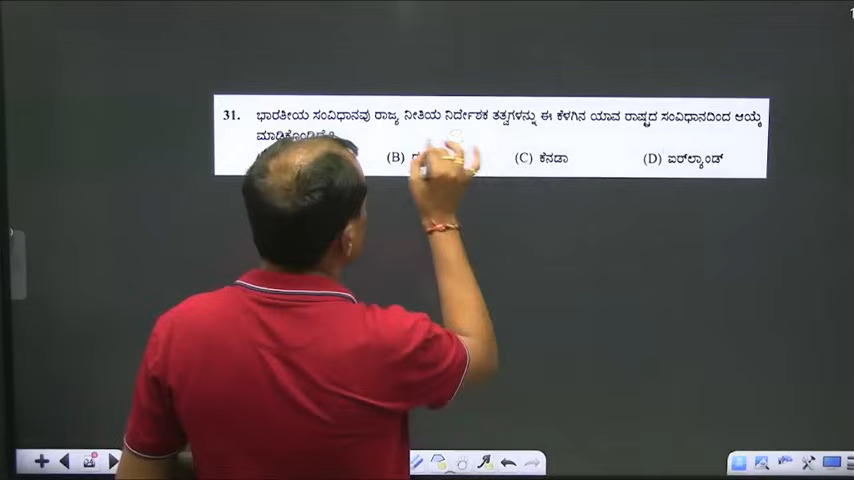 31. ಭಾರತೀಯ ಸಂವಿಧಾನವು ರಾಜ್ಯ ನೀತಿಯ ನಿರ್ದೇಶಕ ತತ್ವಗಳನ್ನು ಈ ಕೆಳಗಿನ ಯಾವ ರಾಷ್ಟ್ರದ ಸಂವಿಧಾನದಿಂದ ಆಯ್ಕೆ
ಮಾಡಿಕೊಂಡಿದೆ ?
(B) (C) ಕೆನಡಾ (D) ಐರ್‌ಲ್ಯಾಂಡ್